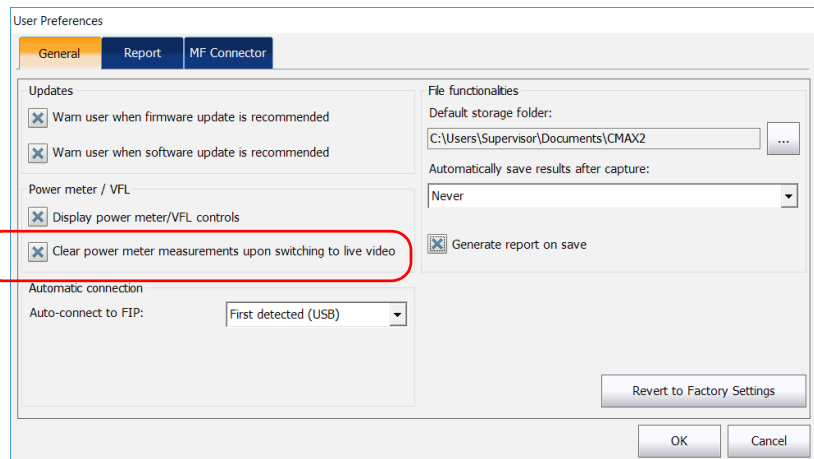 User Preferences
General
Report
MF Connector
Updates
Warn user when firmware update is recommended
Warn user when software update is recommended
Power meter / VFL
Display power meter/VFL controls
Clear power meter measurements upon switching to live video
Automatic connection
Auto-connect to FIP:
First detected (USB)
File functionalities
Default storage folder:
C:\Users\Supervisor\Documents\CMAX2
...
Automatically save results after capture:
Never
Generate report on save
Revert to Factory Settings
OK
Cancel